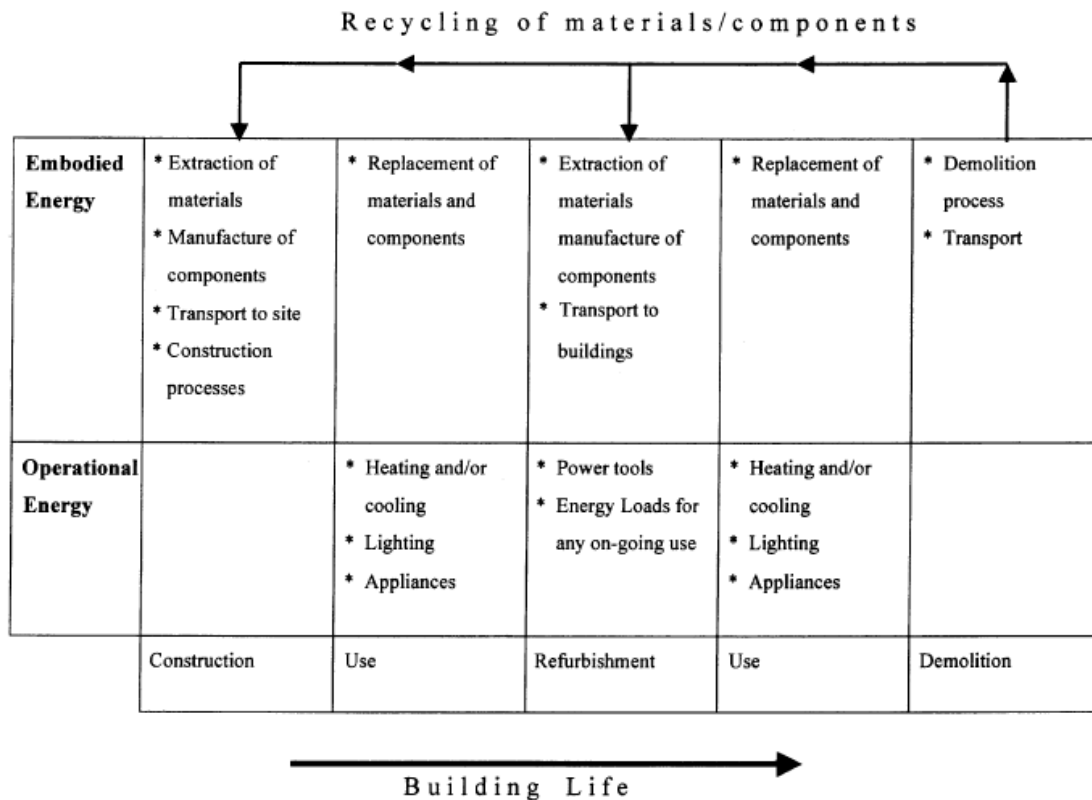 Recycling of materials/components
Embodied
Energy
* Extraction of
materials
* Manufacture of
components
* Transport to site
* Construction
processes
* Replacement of
materials and
components
* Extraction of
materials
manufacture of
components
* Transport to
buildings
* Replacement of
materials and
components
* Demolition
process
* Transport
Operational
Energy
* Heating and/or
cooling
* Lighting
* Appliances
* Power tools
* Energy Loads for
any on-going use
* Heating and/or
cooling
* Lighting
* Appliances
Construction
Use
Refurbishment
Use
Demolition
Building Life